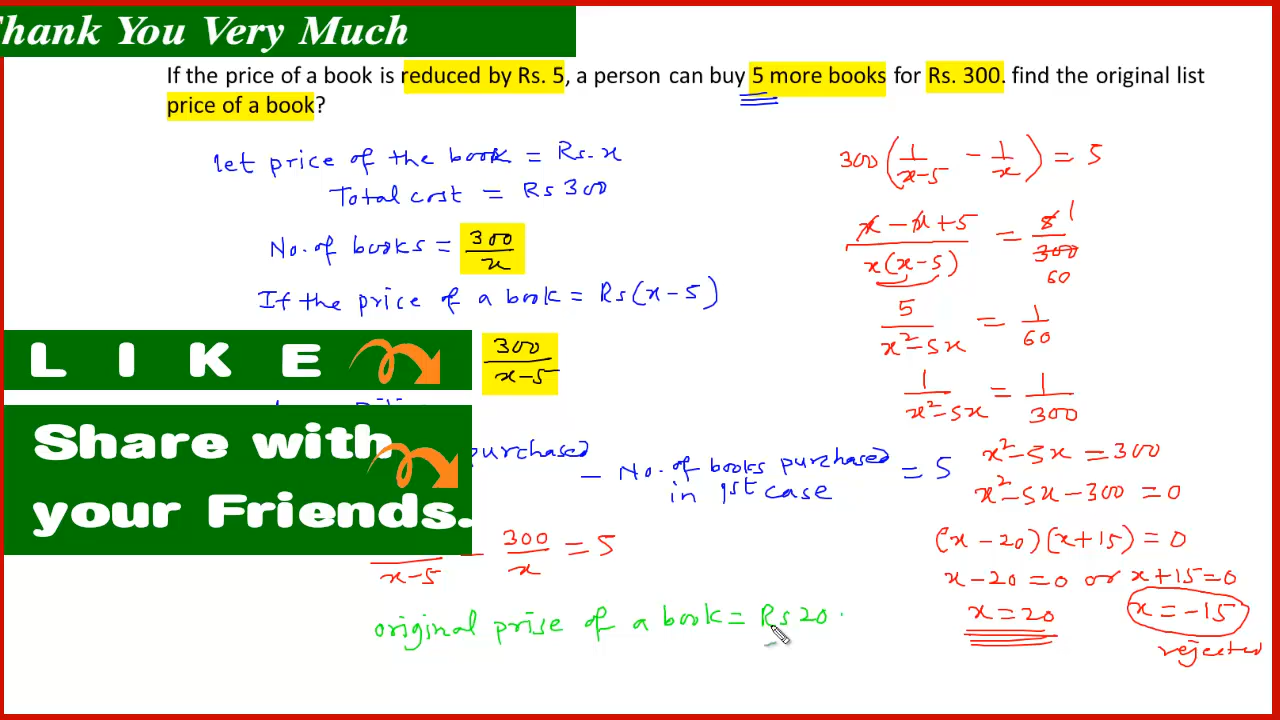 hank You Very Much
If the price of a book is reduced by Rs. 5, a person can buy 5 more books for Rs. 300. find the original list
price of a book?
let price of the book = Rs. x
Total cost = Rs 300
No. of books = 300/x
If the price of a book = Rs (x - 5)
L I K E
300/x-5
Share with
your Friends.
purchased - No. of books purchased in 1st case = 5
x-5 - 300/x = 5
original prise of a book = Rs 20.
300 (1/x-5 - 1/x) = 5
x - x + 5 / x(x-5) = 5 1 / 300 60
5/x²-5x = 1/60
1/x²-5x = 1/300
x²-5x = 300
x²-5x-300 = 0
(x-20)(x+15) = 0
x-20=0 or x+15=0
x=20 x=-15
rejected